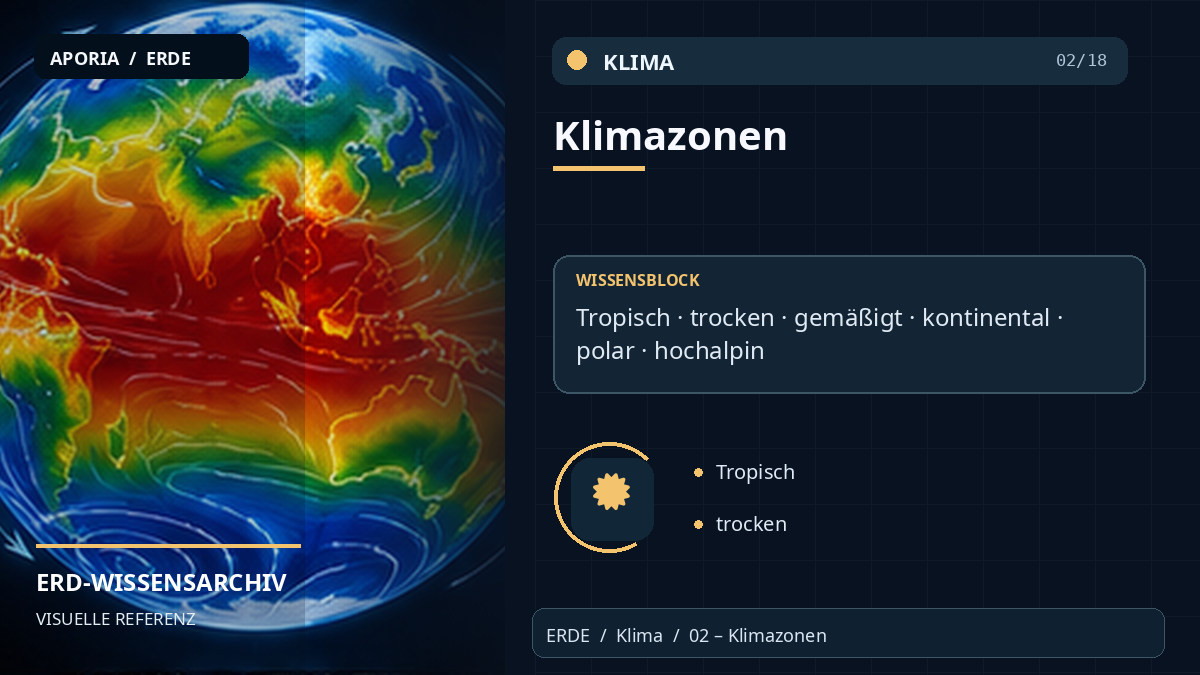 APORIA / ERDE
ERD-WISSENSARCHIV
VISUELLE REFERENZ
KLIMA
02/18
Klimazonen
WISSENSBLOCK
Tropisch · trocken · gemäßigt · kontinental ·
polar · hochalpin
Tropisch
trocken
ERDE / Klima / 02 – Klimazonen